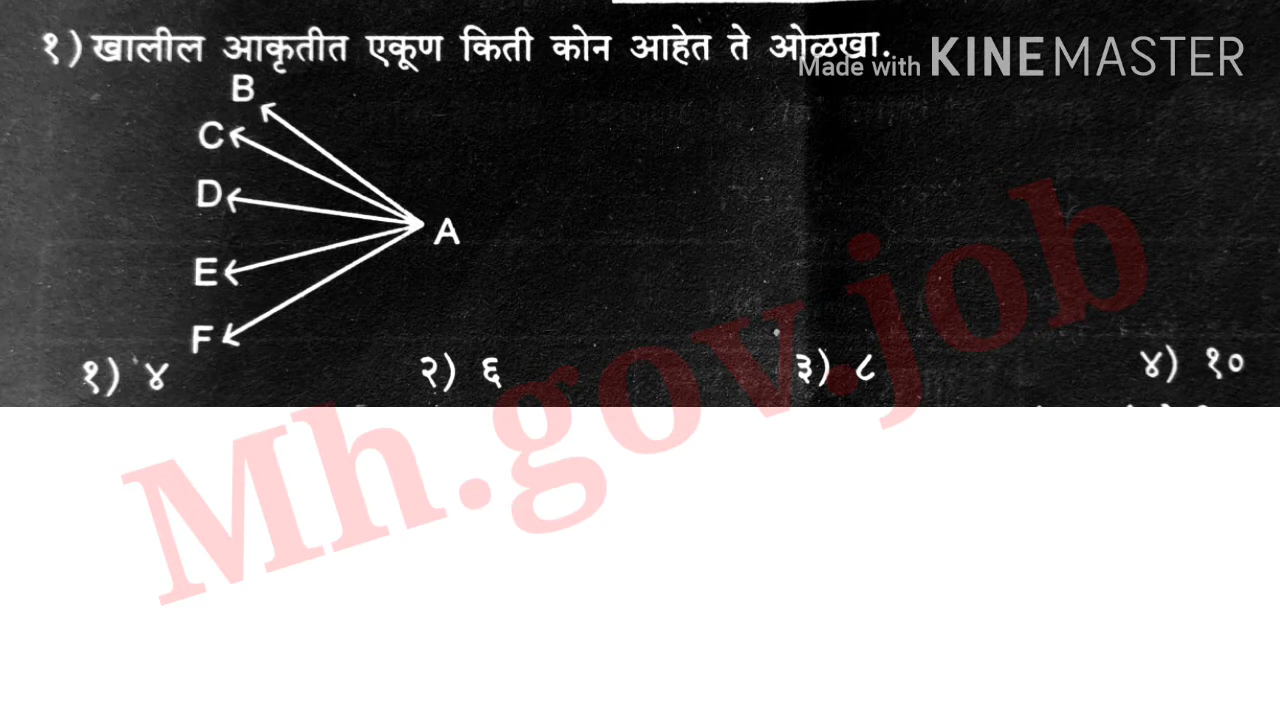 १) खालील आकृतीत एकूण किती कोन आहेत ते ओळखा.
Made with KINEMASTER
B
C
D
A
E
F
१) ४ २) ६ ३) ८ ४) १०
Mh.gov.job